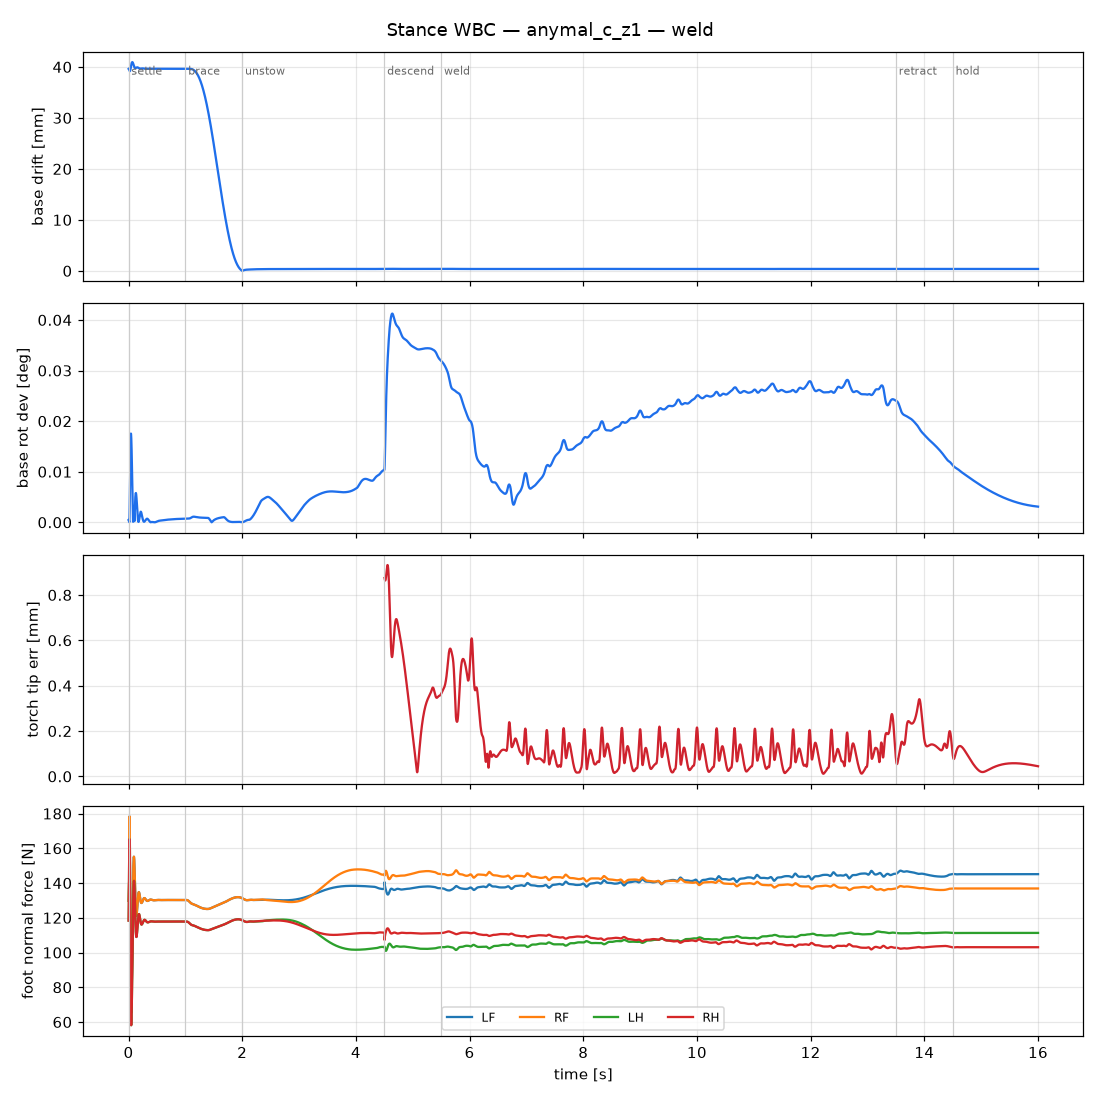 Stance WBC — anymal_c_z1 — weld
settle brace unstow descend weld retract hold
base drift [mm]
40
30
20
10
0
base rot dev [deg]
0.04
0.03
0.02
0.01
0.00
torch tip err [mm]
0.8
0.6
0.4
0.2
0.0
foot normal force [N]
180
160
140
120
100
80
60
LF RF LH RH
0 2 4 6 8 10 12 14 16
time [s]